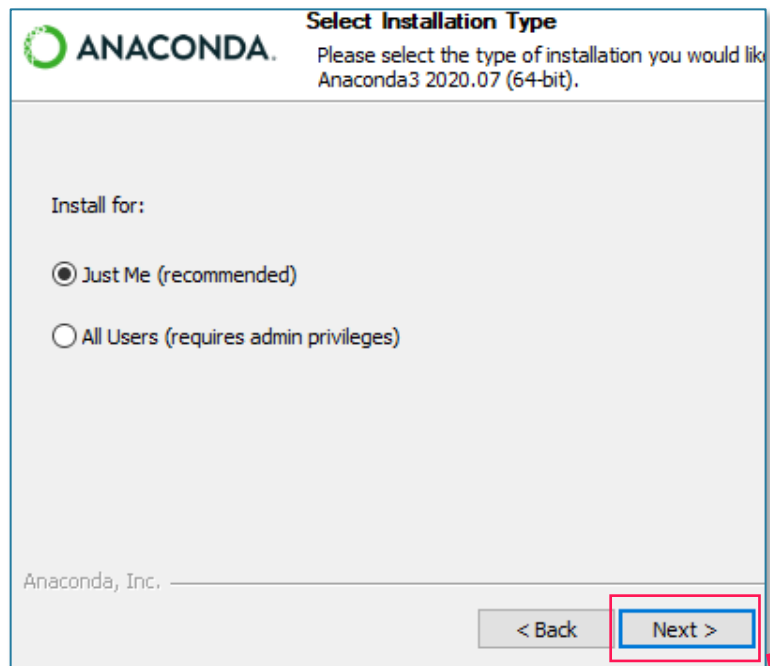 ANACONDA.
Select Installation Type
Please select the type of installation you would
Anaconda3 2020.07 (64-bit).
Install for:
Just Me (recommended)
All Users (requires admin privileges)
Anaconda, Inc.
< Back
Next >